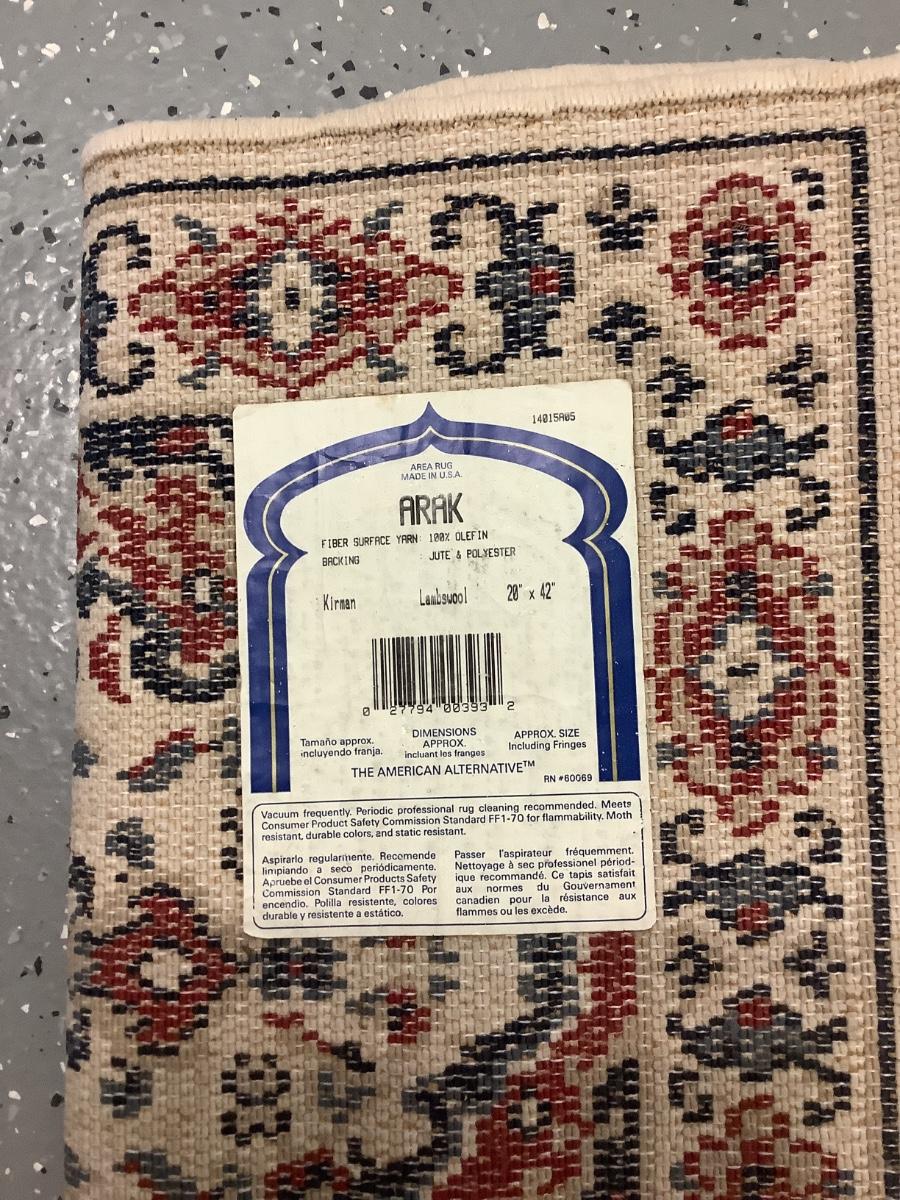 14015A05
AREA RUG
MADE IN U.S.A.
ARAK
FIBER SURFACE YARN: 100% OLEFIN
BACKING : JUTE & POLYESTER
Kirman Lambswool 20" x 42"
0 27794 00393 2
Tamaño approx.
incluyendo franja.
DIMENSIONS
APPROX.
incluant les franges
APPROX. SIZE
Including Fringes
THE AMERICAN ALTERNATIVE™
RN #60069
Vacuum frequently. Periodic professional rug cleaning recommended. Meets
Consumer Product Safety Commission Standard FF1-70 for flammability. Moth
resistant, durable colors, and static resistant.
Aspirarlo regularmente. Recomende
limpiando a seco periódicamente.
Apruebe el Consumer Products Safety
Commission Standard FF1-70 Por
encendio. Polilla resistente, colores
durable y resistente a estático.
Passer l'aspirateur fréquemment.
Nettoyage à sec professionel périod-
ique recommandé. Ce tapis satisfait
aux normes du Gouvernament
canadien pour la résistance aux
flammes ou les excède.